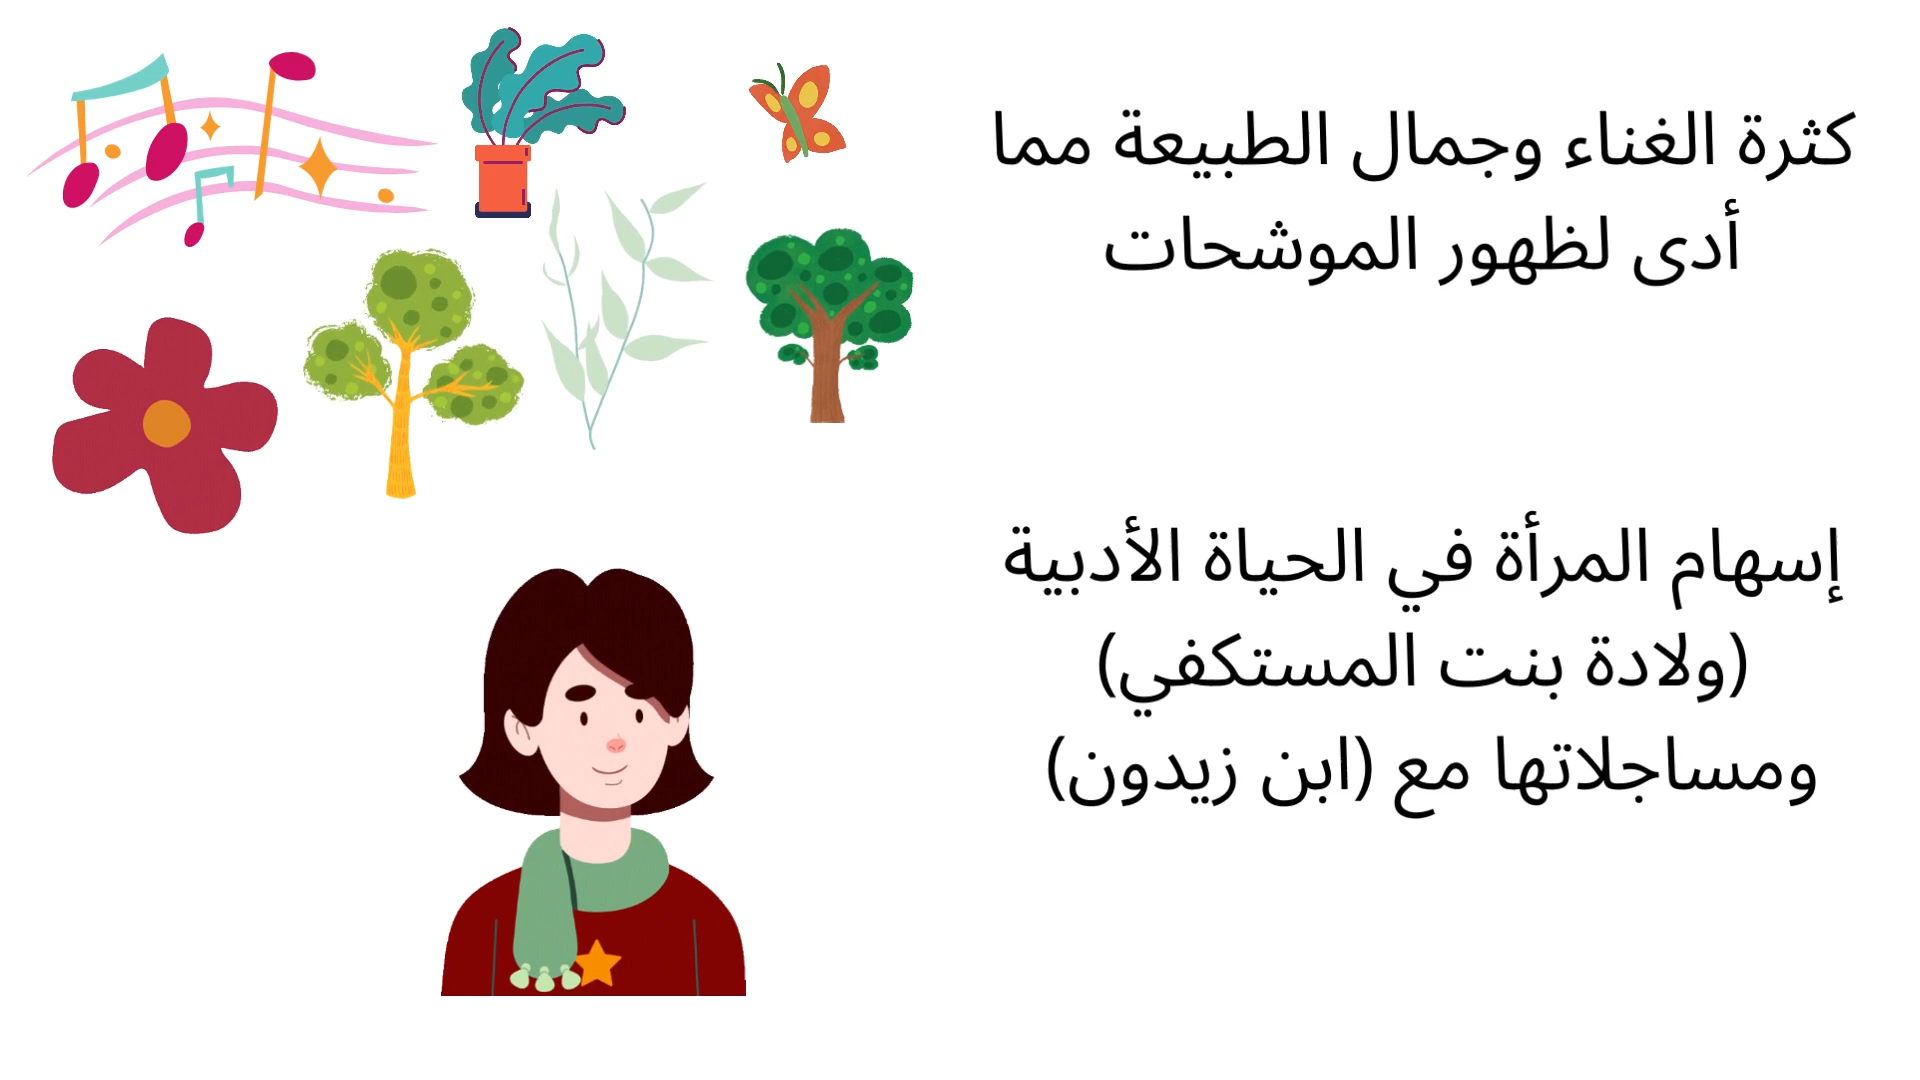 كثرة الغناء وجمال الطبيعة مما
أدى لظهور الموشحات
إسهام المرأة في الحياة الأدبية
(ولادة بنت المستكفي)
ومساجلاتها مع (ابن زيدون)